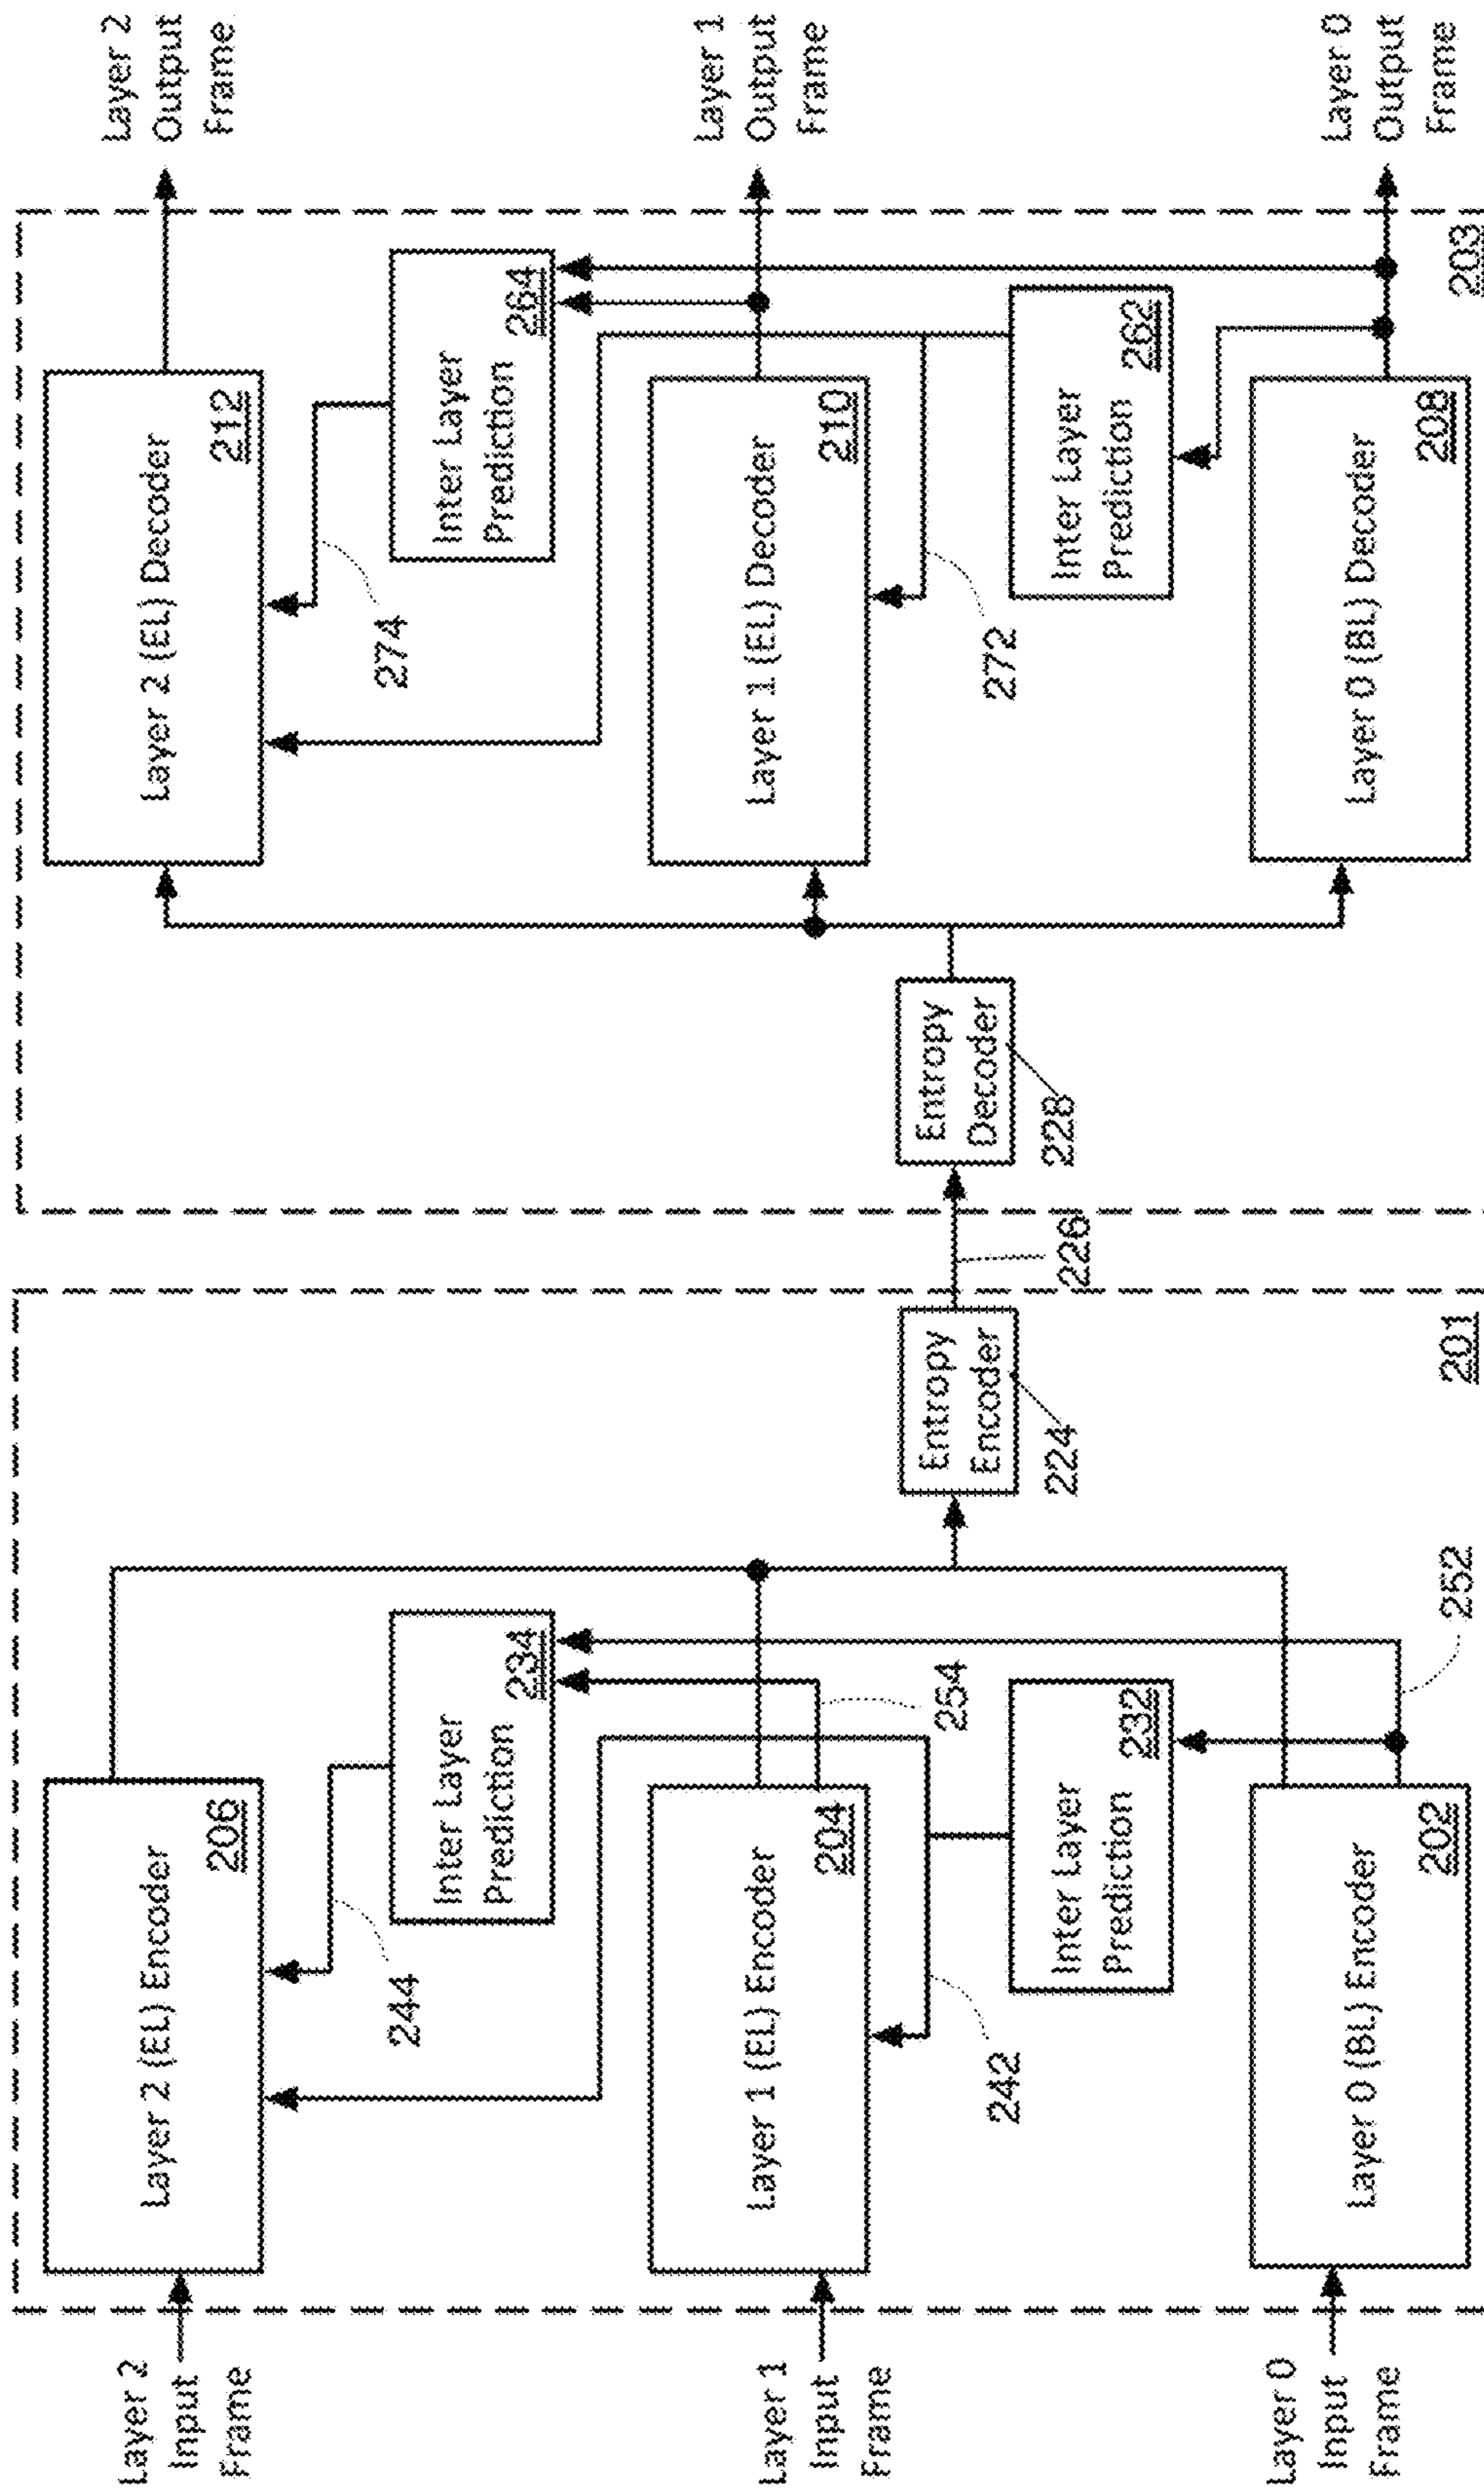 Layer 2
Input
Frame
Layer 2 (EL) Encoder
206
244
Inter Layer
Prediction
234
Layer 1
Input
Frame
Layer 1 (EL) Encoder
204
254
242
Inter Layer
Prediction
232
Layer 0
Input
Frame
Layer 0 (BL) Encoder
202
252
Entropy
Encoder
224
201
226
Entropy
Decoder
228
Layer 2 (EL) Decoder
212
Layer 2
Output
Frame
274
Inter Layer
Prediction
264
Layer 1 (EL) Decoder
210
Layer 1
Output
Frame
272
Inter Layer
Prediction
262
Layer 0 (BL) Decoder
208
Layer 0
Output
Frame
203